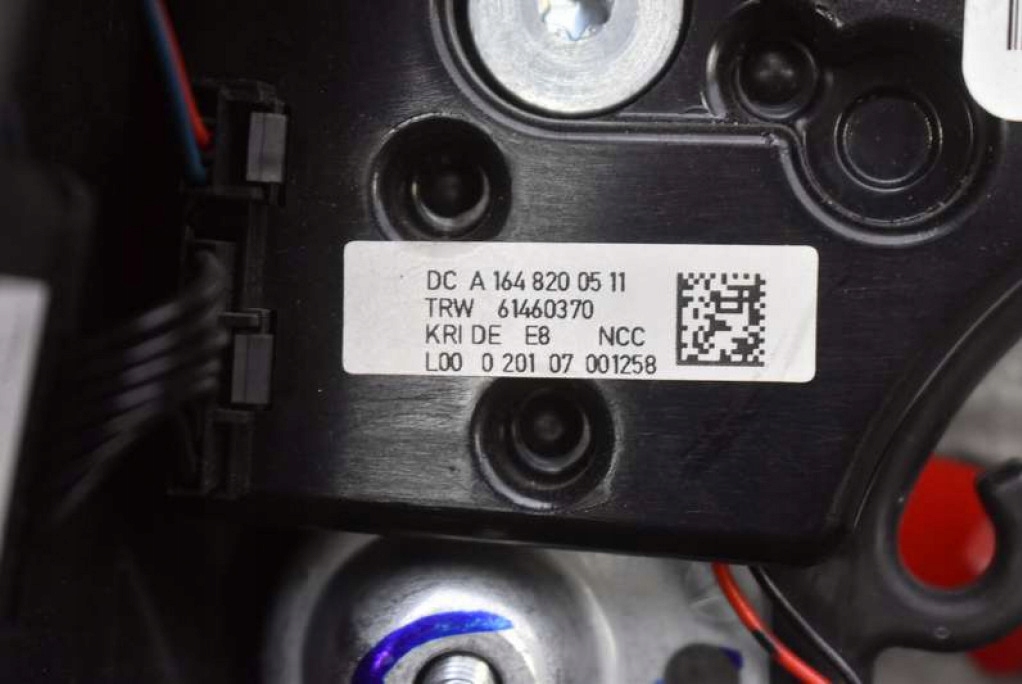 DC A 164 820 05 11
TRW 61460370
KRI DE E8 NCC
L00 0 201 07 001258